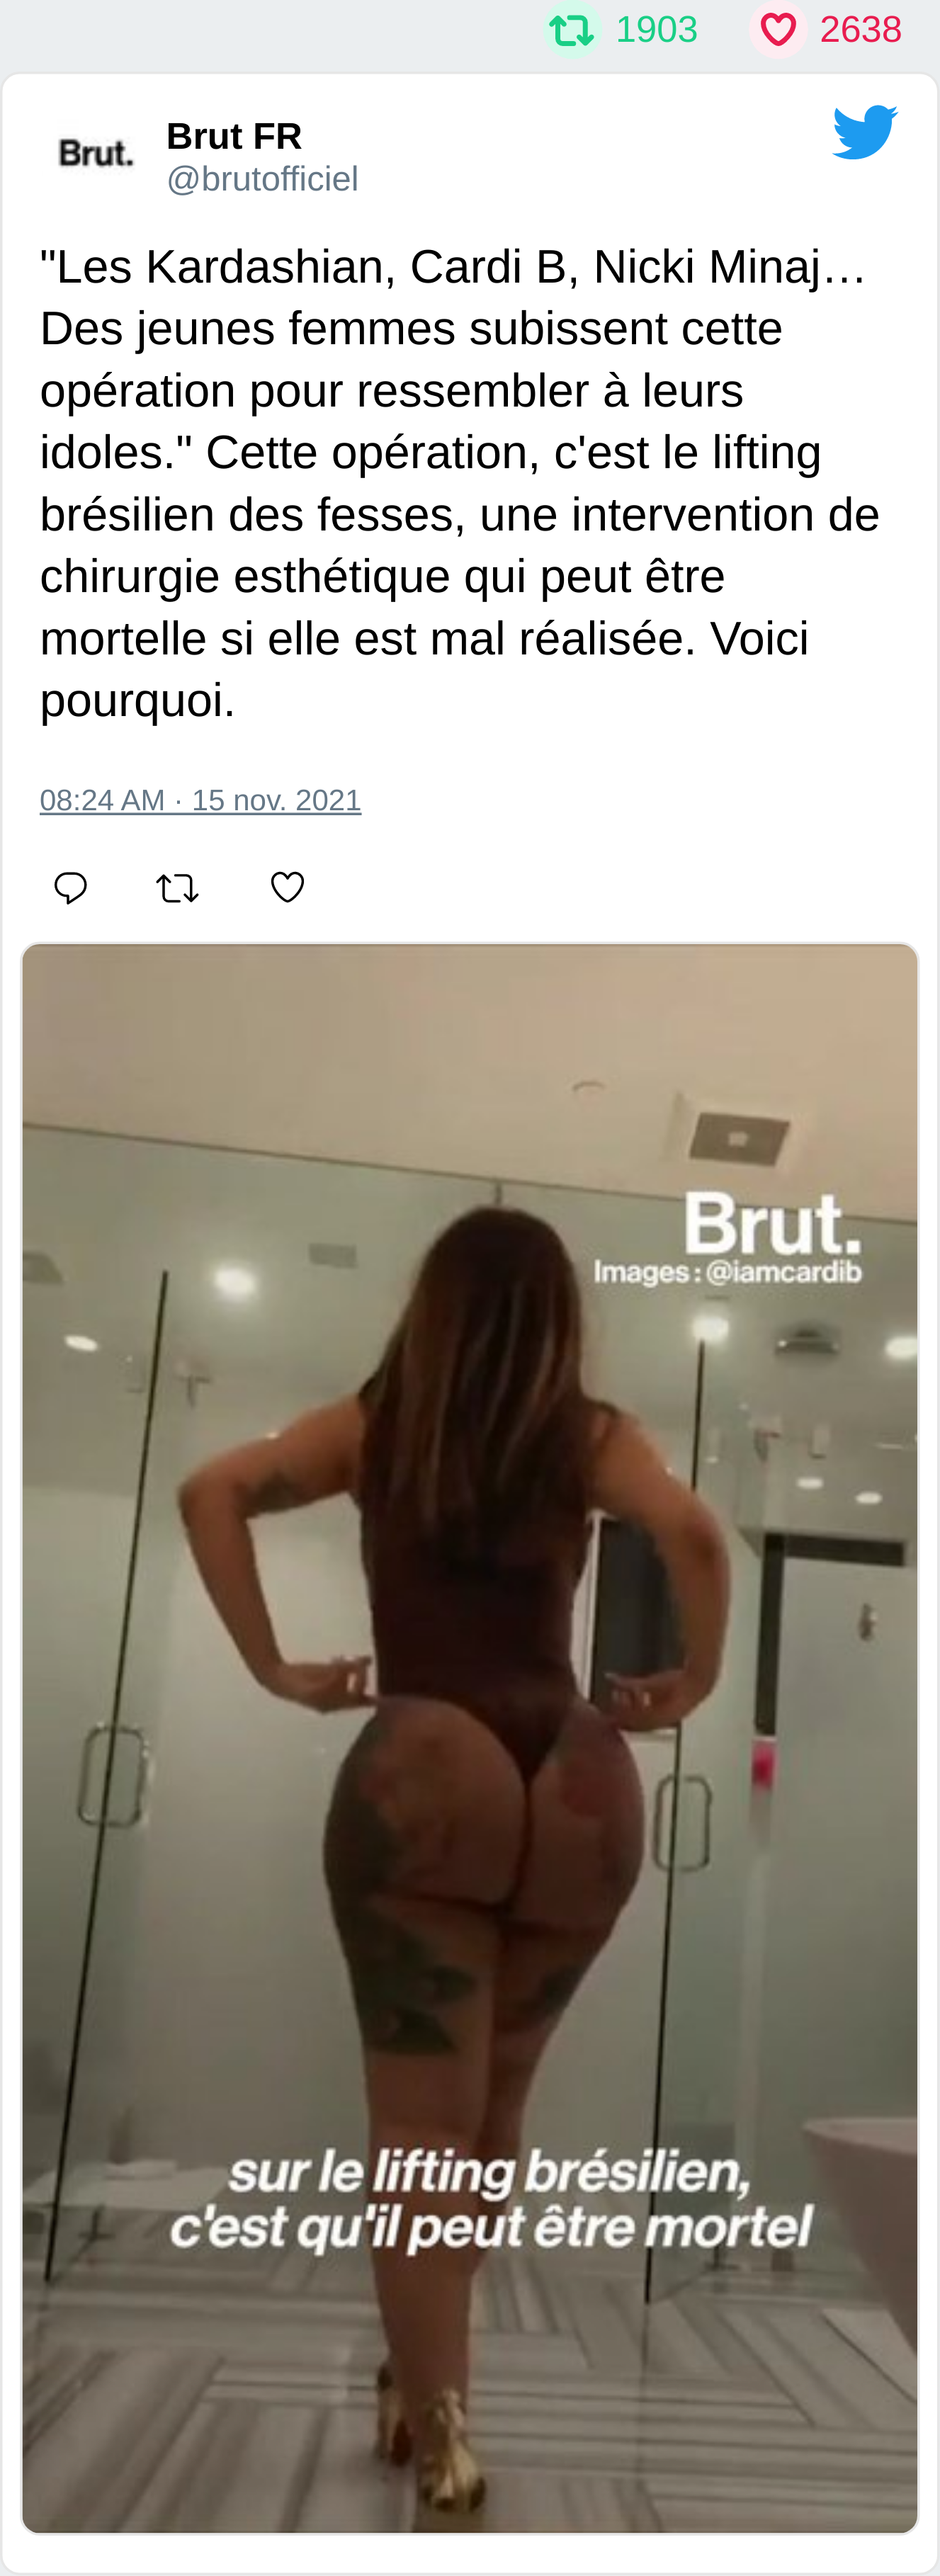 1903 2638
Brut.
Brut FR
@brutofficiel
"Les Kardashian, Cardi B, Nicki Minaj…
Des jeunes femmes subissent cette
opération pour ressembler à leurs
idoles." Cette opération, c'est le lifting
brésilien des fesses, une intervention de
chirurgie esthétique qui peut être
mortelle si elle est mal réalisée. Voici
pourquoi.
08:24 AM · 15 nov. 2021
Brut.
Images : @iamcardib
sur le lifting brésilien,
c'est qu'il peut être mortel